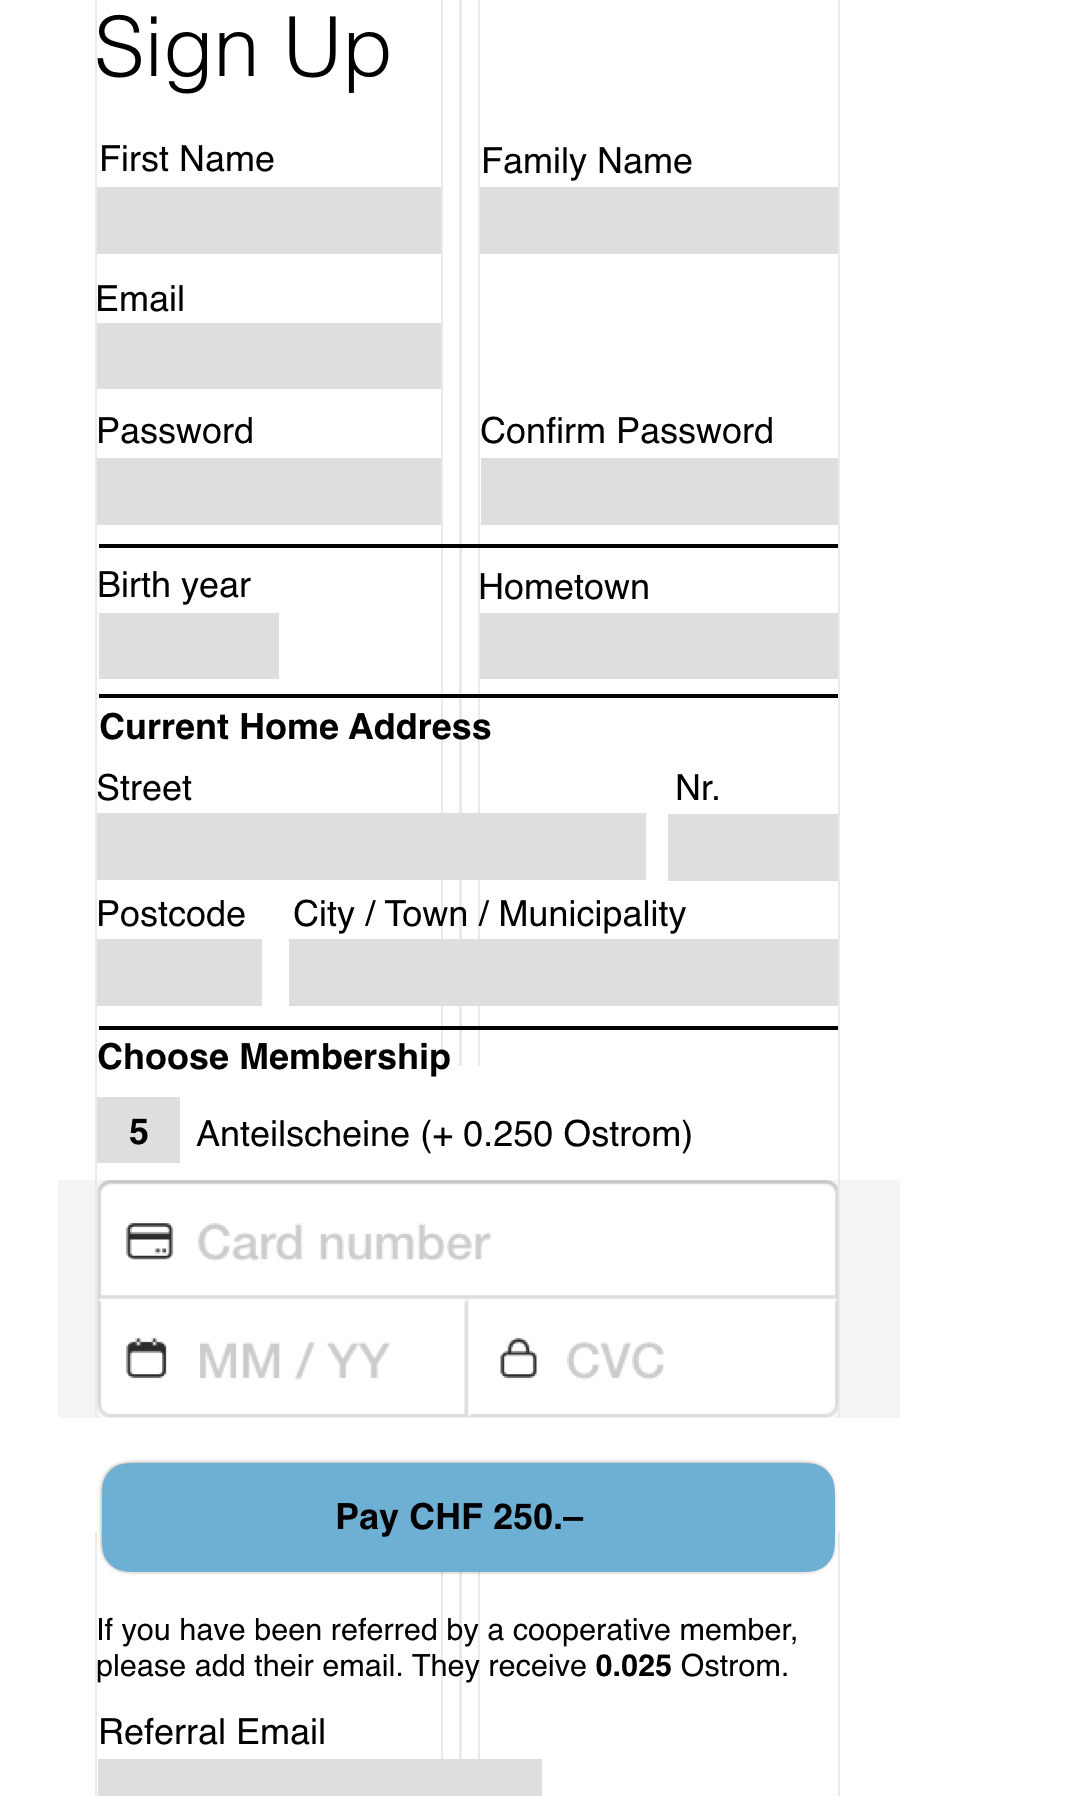 Sign Up
First Name
Family Name
Email
Password
Confirm Password
Birth year
Hometown
Current Home Address
Street
Nr.
Postcode
City / Town / Municipality
Choose Membership
5 Anteilscheine (+ 0.250 Ostrom)
Card number
MM / YY
CVC
Pay CHF 250.–
If you have been referred by a cooperative member,
please add their email. They receive 0.025 Ostrom.
Referral Email